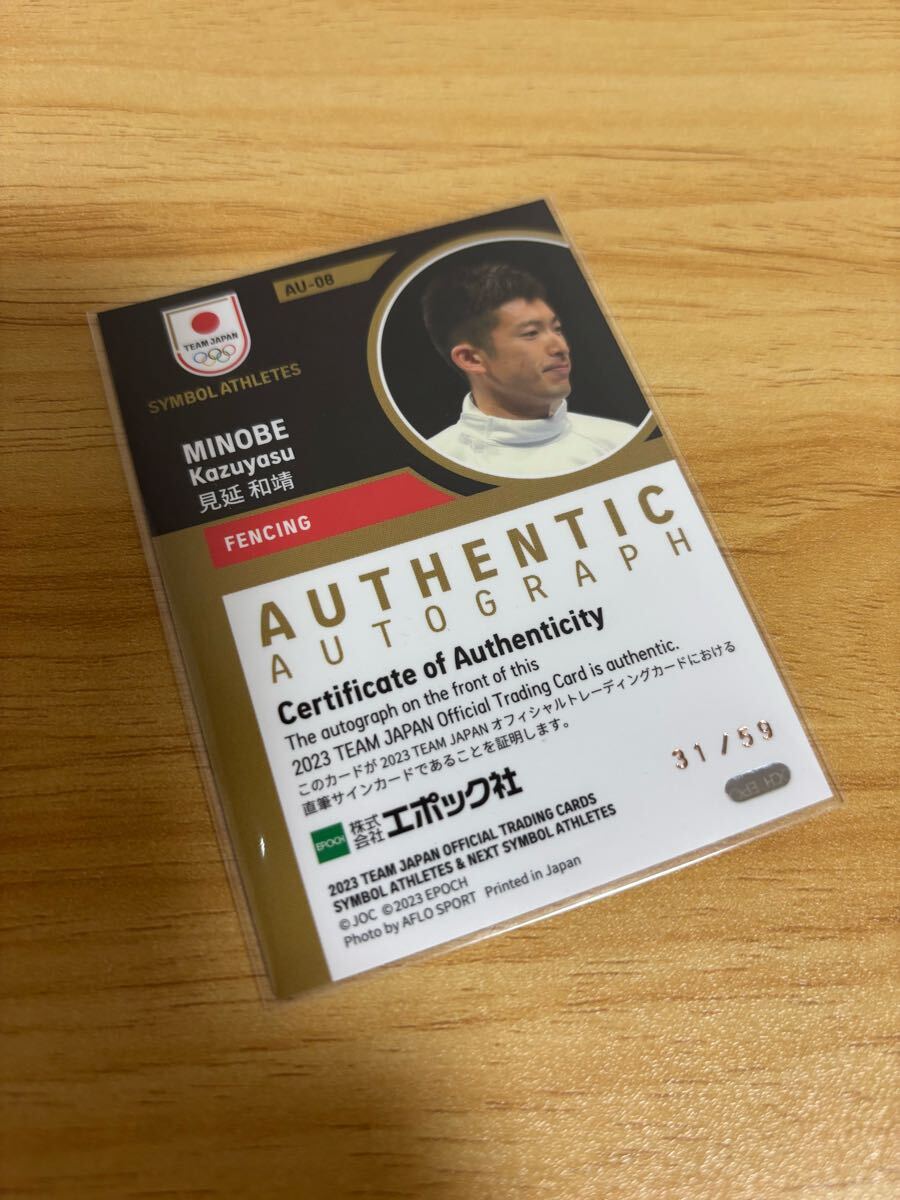 AU-08
TEAM JAPAN
SYMBOL ATHLETES
MINOBE
Kazuyasu
見延 和靖
FENCING
AUTHENTIC
AUTOGRAPH
Certificate of Authenticity
The autograph on the front of this
2023 TEAM JAPAN Official Trading Card is authentic.
このカードが 2023 TEAM JAPAN オフィシャルトレーディングカードにおける
直筆サインカードであることを証明します。
31/59
EPOCH
株式会社エポック社
2023 TEAM JAPAN OFFICIAL TRADING CARDS
SYMBOL ATHLETES & NEXT SYMBOL ATHLETES
©JOC ©2023 EPOCH
Photo by AFLO SPORT Printed in Japan